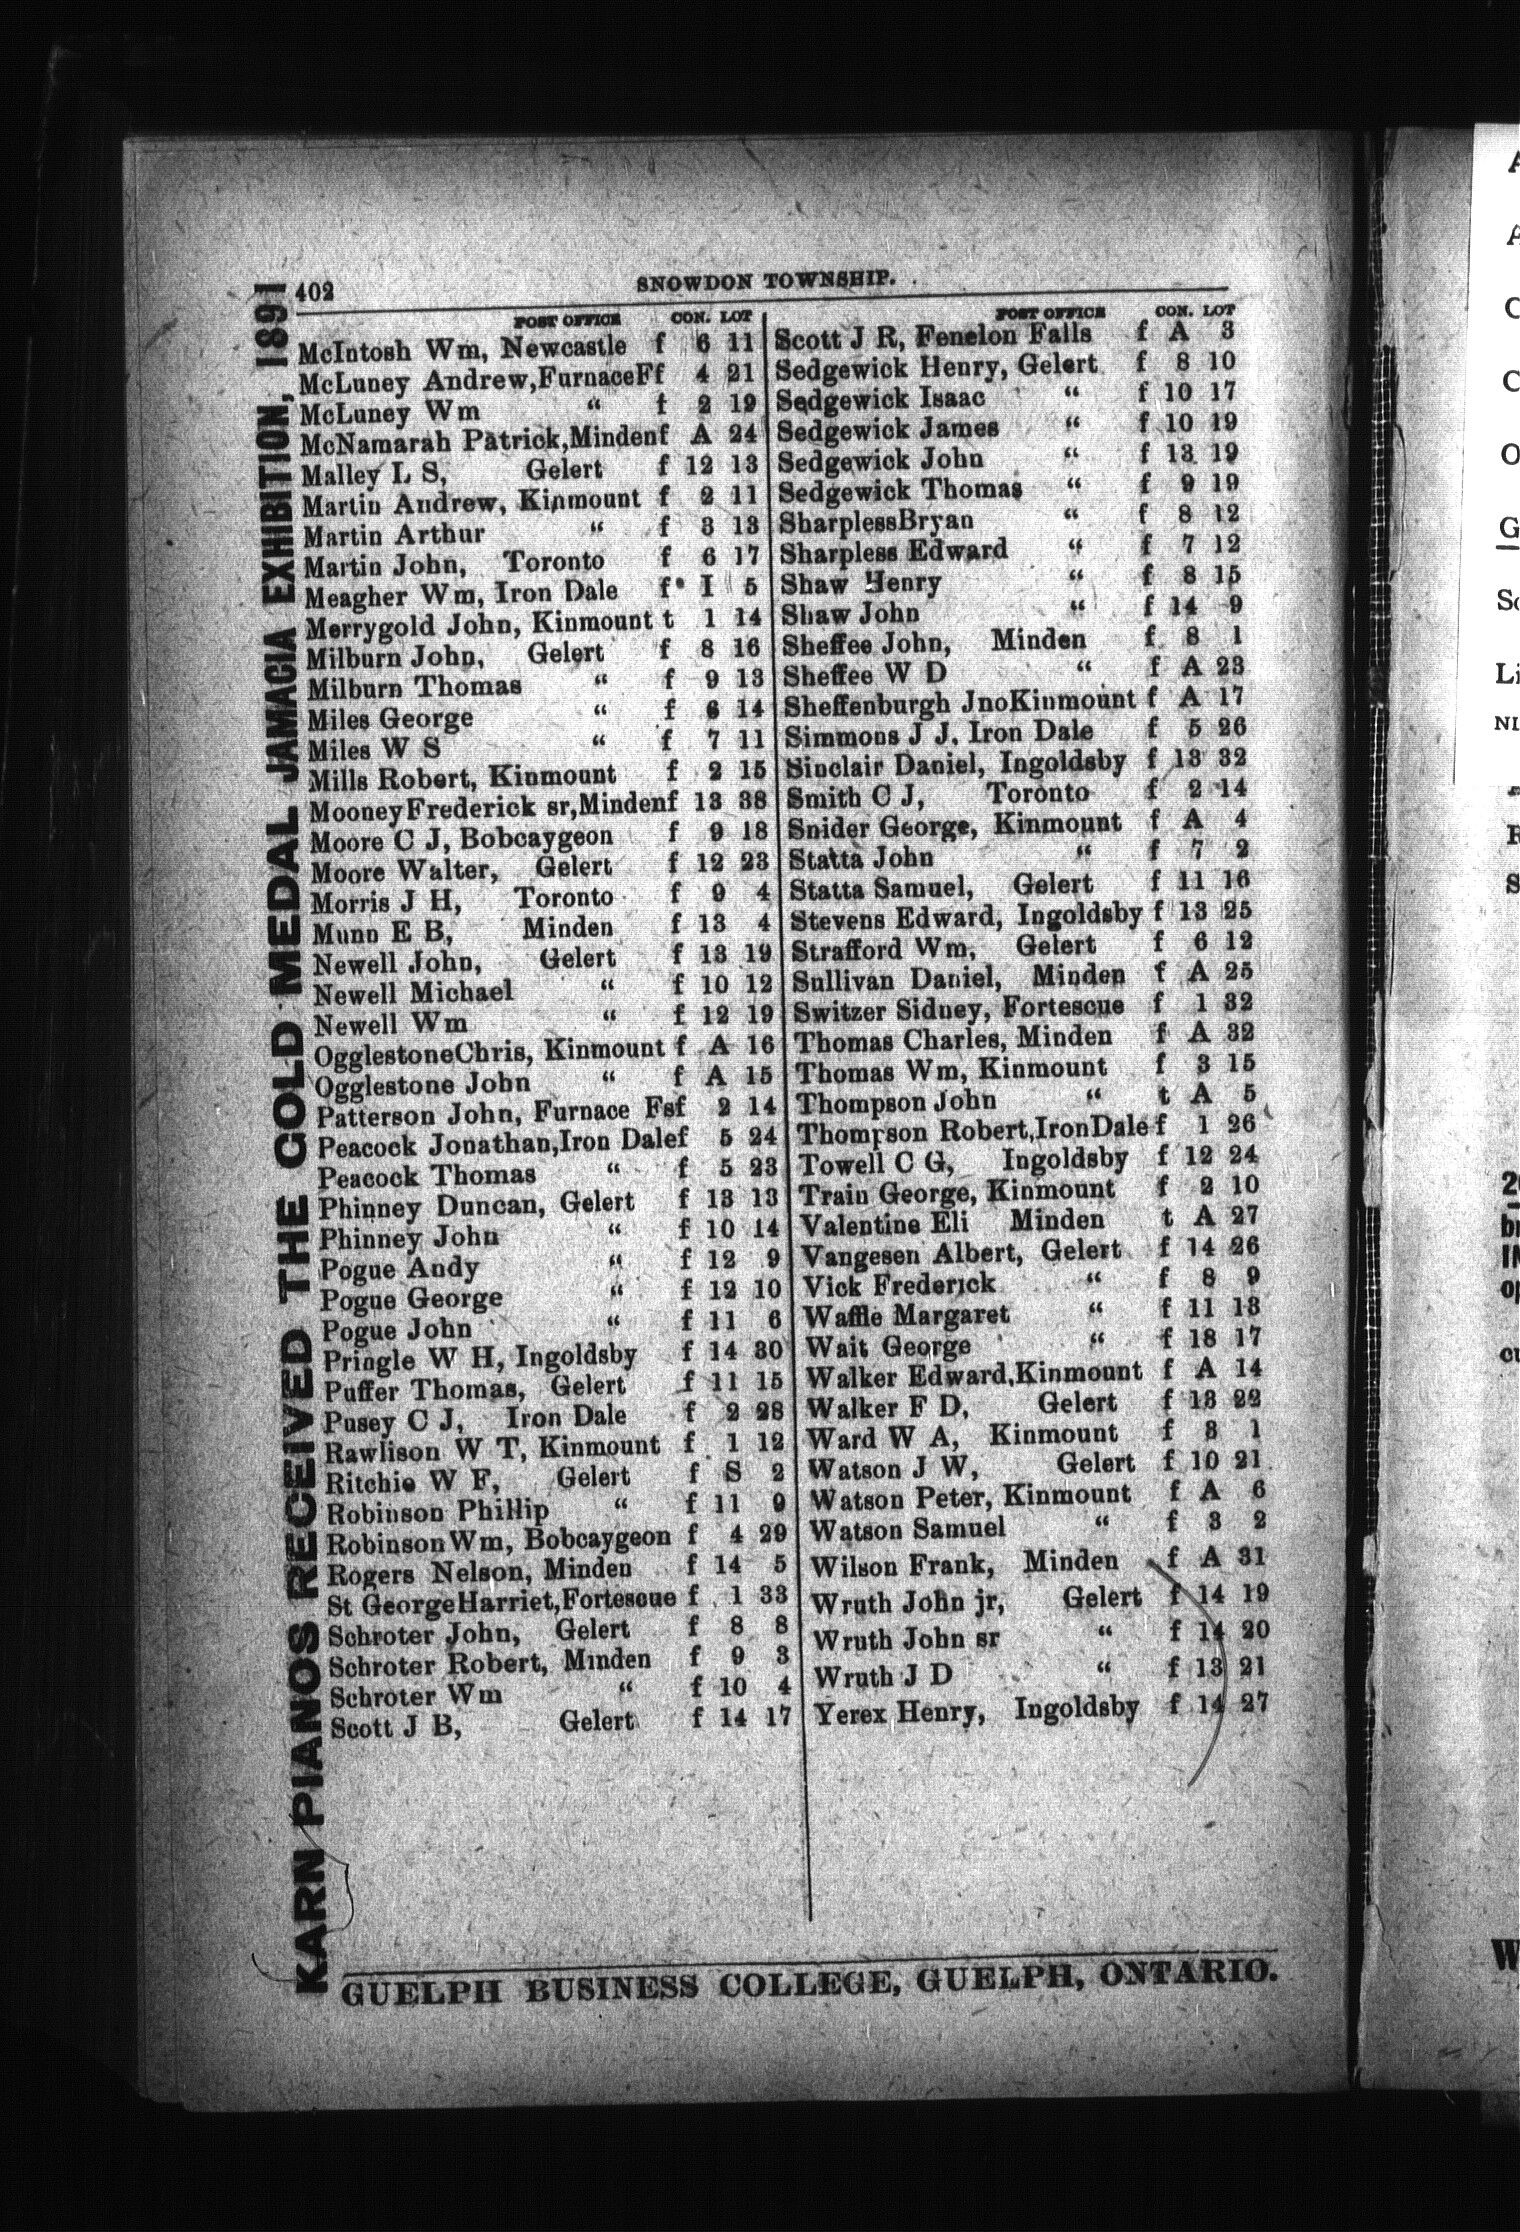 402 SNOWDON TOWNSHIP.
POST OFFICE CON. LOT
McIntosh Wm, Newcastle f 6 11
McLuney Andrew,FurnaceFf 4 21
McLuney Wm “ f 2 19
McNamarah Patrick,Mindenf A 24
Malley L S, Gelert f 12 13
Martin Andrew, Kinmount f 2 11
Martin Arthur “ f 3 13
Martin John, Toronto f 6 17
Meagher Wm, Iron Dale f I 5
Merrygold John, Kinmount t 1 14
Milburn John, Gelert f 8 16
Milburn Thomas “ f 9 13
Miles George “ f 6 14
Miles W S “ f 7 11
Mills Robert, Kinmount f 2 15
MooneyFrederick sr,Mindenf 13 38
Moore C J, Bobcaygeon f 9 18
Moore Walter, Gelert f 12 23
Morris J H, Toronto f 9 4
Munn E B, Minden f 13 4
Newell John, Gelert f 13 19
Newell Michael “ f 10 12
Newell Wm “ f 12 19
OgglestoneChris, Kinmount f A 16
Ogglestone John “ f A 15
Patterson John, Furnace Fsf 2 14
Peacock Jonathan,Iron Dalef 5 24
Peacock Thomas “ f 5 23
Phinney Duncan, Gelert f 13 13
Phinney John “ f 10 14
Pogue Andy “ f 12 9
Pogue George “ f 12 10
Pogue John “ f 11 6
Pringle W H, Ingoldsby f 14 30
Puffer Thomas, Gelert f 11 15
Pusey C J, Iron Dale f 2 28
Rawlison W T, Kinmount f 1 12
Ritchie W F, Gelert f S 2
Robinson Phillip “ f 11 9
RobinsonWm, Bobcaygeon f 4 29
Rogers Nelson, Minden f 14 5
St GeorgeHarriet,Fortescue f 1 33
Schroter John, Gelert f 8 8
Schroter Robert, Minden f 9 3
Schroter Wm “ f 10 4
Scott J B, Gelert f 14 17
POST OFFICE CON. LOT
Scott J R, Fenelon Falls f A 3
Sedgewick Henry, Gelert f 8 10
Sedgewick Isaac “ f 10 17
Sedgewick James “ f 10 19
Sedgewick John “ f 13 19
Sedgewick Thomas “ f 9 19
SharplessBryan “ f 8 12
Sharpless Edward “ f 7 12
Shaw Henry “ f 8 15
Shaw John “ f 14 9
Sheffee John, Minden f 8 1
Sheffee W D “ f A 23
Sheffenburgh JnoKinmount f A 17
Simmons J J, Iron Dale f 5 26
Sinclair Daniel, Ingoldsby f 13 32
Smith C J, Toronto f 2 14
Snider George, Kinmount f A 4
Statta John “ f 7 2
Statta Samuel, Gelert f 11 16
Stevens Edward, Ingoldsby f 13 25
Strafford Wm, Gelert f 6 12
Sullivan Daniel, Minden f A 25
Switzer Sidney, Fortescue f 1 32
Thomas Charles, Minden f A 32
Thomas Wm, Kinmount f 3 15
Thompson John “ t A 5
Thompson Robert,IronDale f 1 26
Towell C G, Ingoldsby f 12 24
Train George, Kinmount f 2 10
Valentine Eli Minden t A 27
Vangesen Albert, Gelert f 14 26
Vick Frederick “ f 8 9
Waffle Margaret “ f 11 13
Wait George “ f 13 17
Walker Edward,Kinmount f A 14
Walker F D, Gelert f 13 22
Ward W A, Kinmount f 3 1
Watson J W, Gelert f 10 21
Watson Peter, Kinmount f A 6
Watson Samuel “ f 3 2
Wilson Frank, Minden f A 31
Wruth John jr, Gelert f 14 19
Wruth John sr “ f 14 20
Wruth J D “ f 13 21
Yerex Henry, Ingoldsby f 14 27
KARN PIANOS RECEIVED THE GOLD MEDAL JAMACIA EXHIBITION, 1891
GUELPH BUSINESS COLLEGE, GUELPH, ONTARIO.